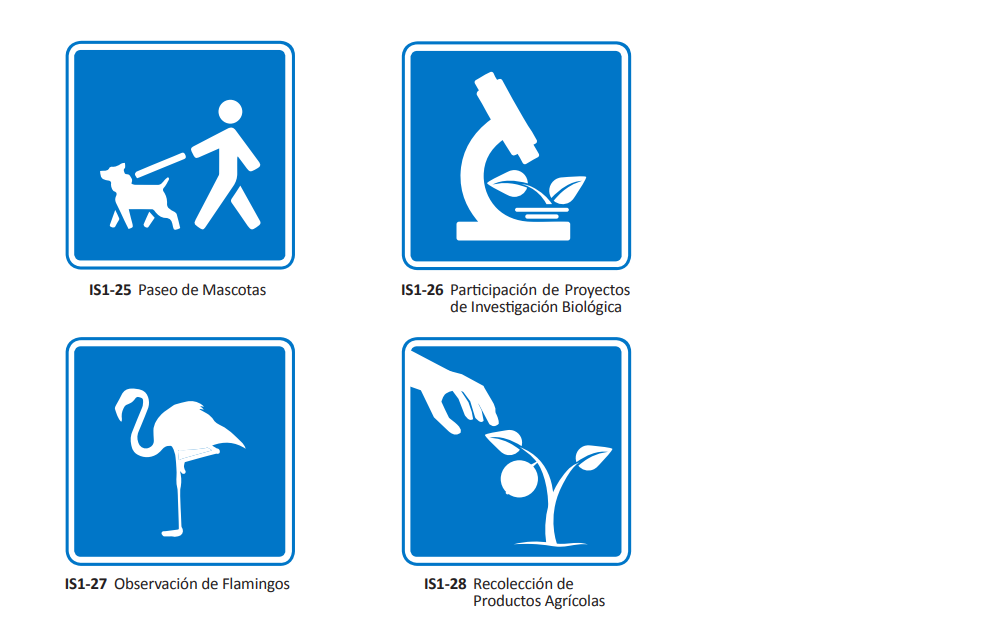 IS1-25 Paseo de Mascotas
IS1-26 Participación de Proyectos
de Investigación Biológica
IS1-27 Observación de Flamingos
IS1-28 Recolección de
Productos Agrícolas